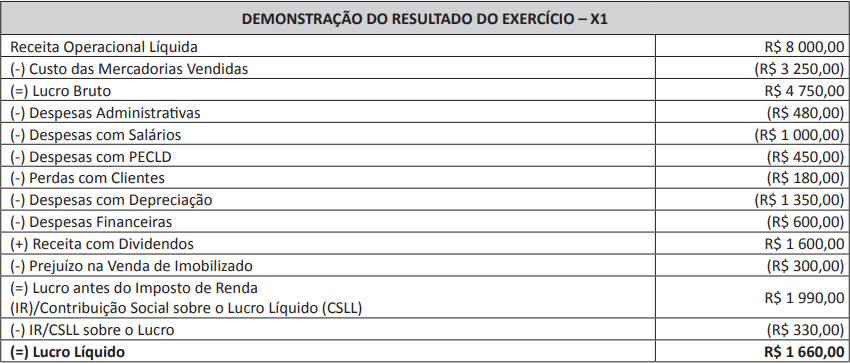 DEMONSTRAÇÃO DO RESULTADO DO EXERCÍCIO – X1
Receita Operacional Líquida R$ 8 000,00
(-) Custo das Mercadorias Vendidas (R$ 3 250,00)
(=) Lucro Bruto R$ 4 750,00
(-) Despesas Administrativas (R$ 480,00)
(-) Despesas com Salários (R$ 1 000,00)
(-) Despesas com PECLD (R$ 450,00)
(-) Perdas com Clientes (R$ 180,00)
(-) Despesas com Depreciação (R$ 1 350,00)
(-) Despesas Financeiras (R$ 600,00)
(+) Receita com Dividendos R$ 1 600,00
(-) Prejuízo na Venda de Imobilizado (R$ 300,00)
(=) Lucro antes do Imposto de Renda
(IR)/Contribuição Social sobre o Lucro Líquido (CSLL) R$ 1 990,00
(-) IR/CSLL sobre o Lucro (R$ 330,00)
(=) Lucro Líquido R$ 1 660,00